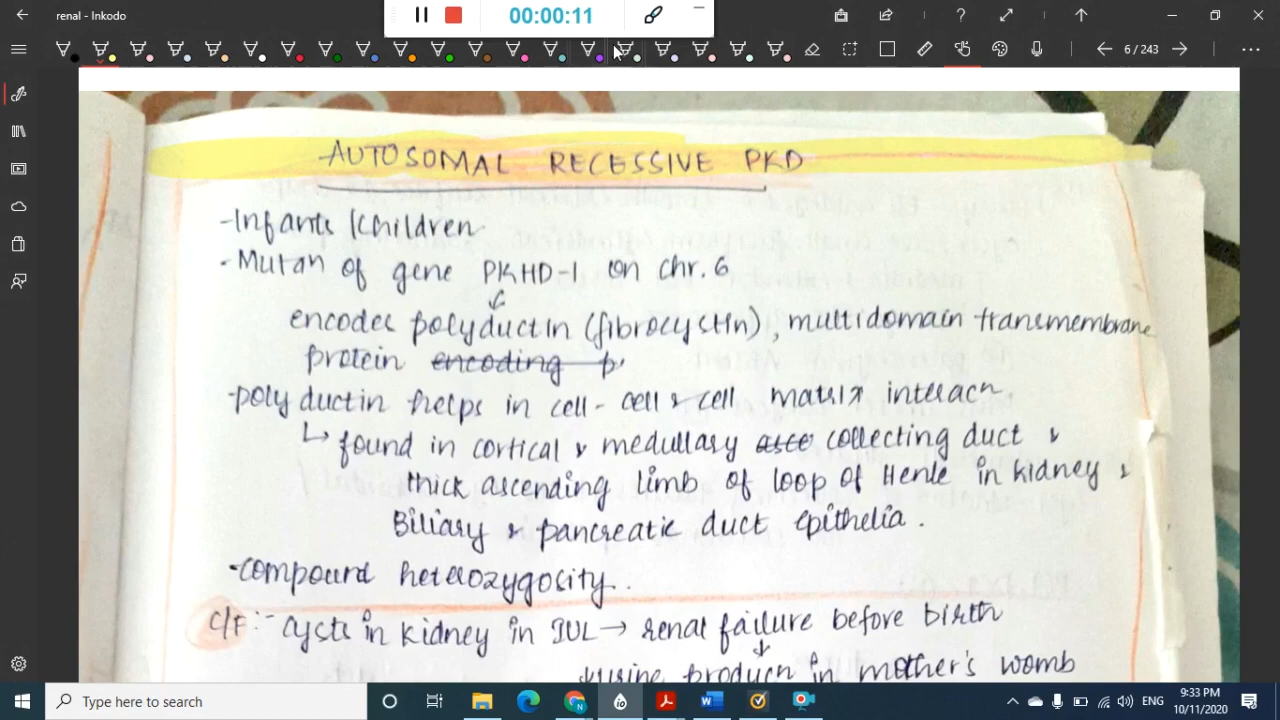 renal - Inkodo
00:00:11
6 / 243
AUTOSOMAL RECESSIVE PKD
- Infants / Children
- Mutan of gene PKHD-1 on chr. 6
encodes polyductin (fibrocystin), multidomain transmembrane
protein encoding p
- polyductin helps in cell - cell & cell matrix interacn.
↳ found in cortical & medullary asce collecting duct &
thick ascending limb of loop of Henle in kidney &
Biliary & pancreatic duct epithelia.
- compound heterozygosity.
C/F :- cysts in kidney in IUL → renal failure before birth
↓urine producn in mother's womb
Type here to search
ENG
9:33 PM
10/11/2020